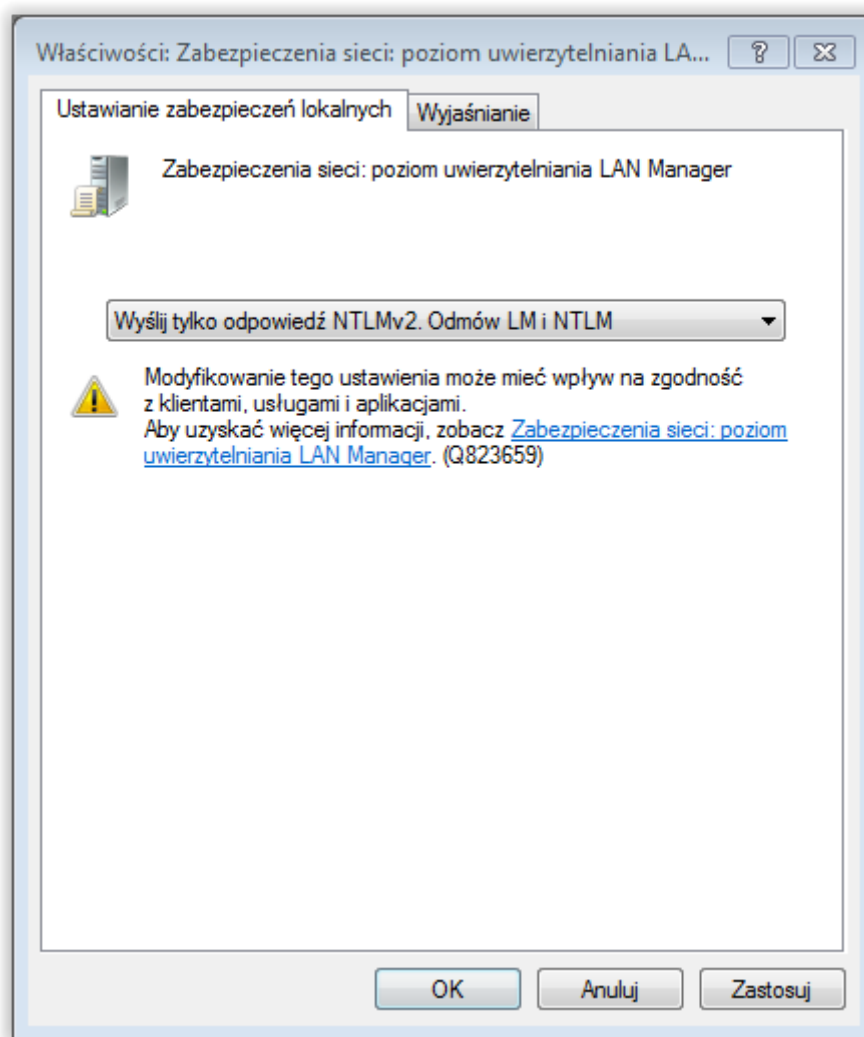 Właściwości: Zabezpieczenia sieci: poziom uwierzytelniania LA...
Ustawianie zabezpieczeń lokalnych
Wyjaśnianie
Zabezpieczenia sieci: poziom uwierzytelniania LAN Manager
Wyślij tylko odpowiedź NTLMv2. Odmów LM i NTLM
Modyfikowanie tego ustawienia może mieć wpływ na zgodność
z klientami, usługami i aplikacjami.
Aby uzyskać więcej informacji, zobacz Zabezpieczenia sieci: poziom
uwierzytelniania LAN Manager. (Q823659)
OK
Anuluj
Zastosuj